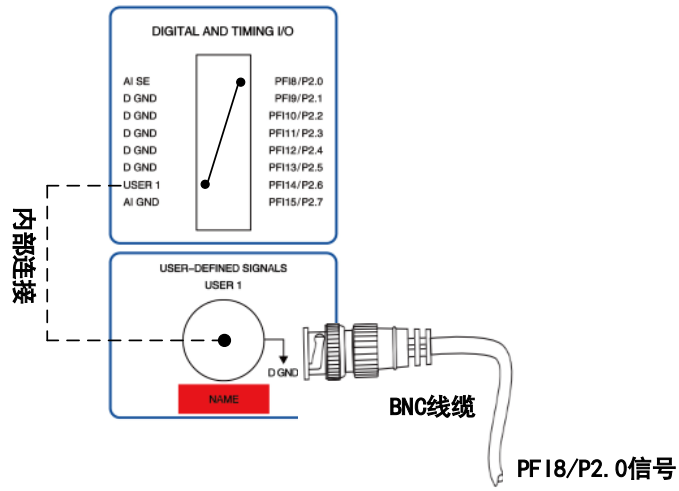 DIGITAL AND TIMING I/O
AI SE PFI8/P2.0
D GND PFI9/P2.1
D GND PFI10/P2.2
D GND PFI11/P2.3
D GND PFI12/P2.4
D GND PFI13/P2.5
USER 1 PFI14/P2.6
AI GND PFI15/P2.7
内部连接
USER-DEFINED SIGNALS
USER 1
D GND
NAME
BNC线缆
PFI8/P2.0信号